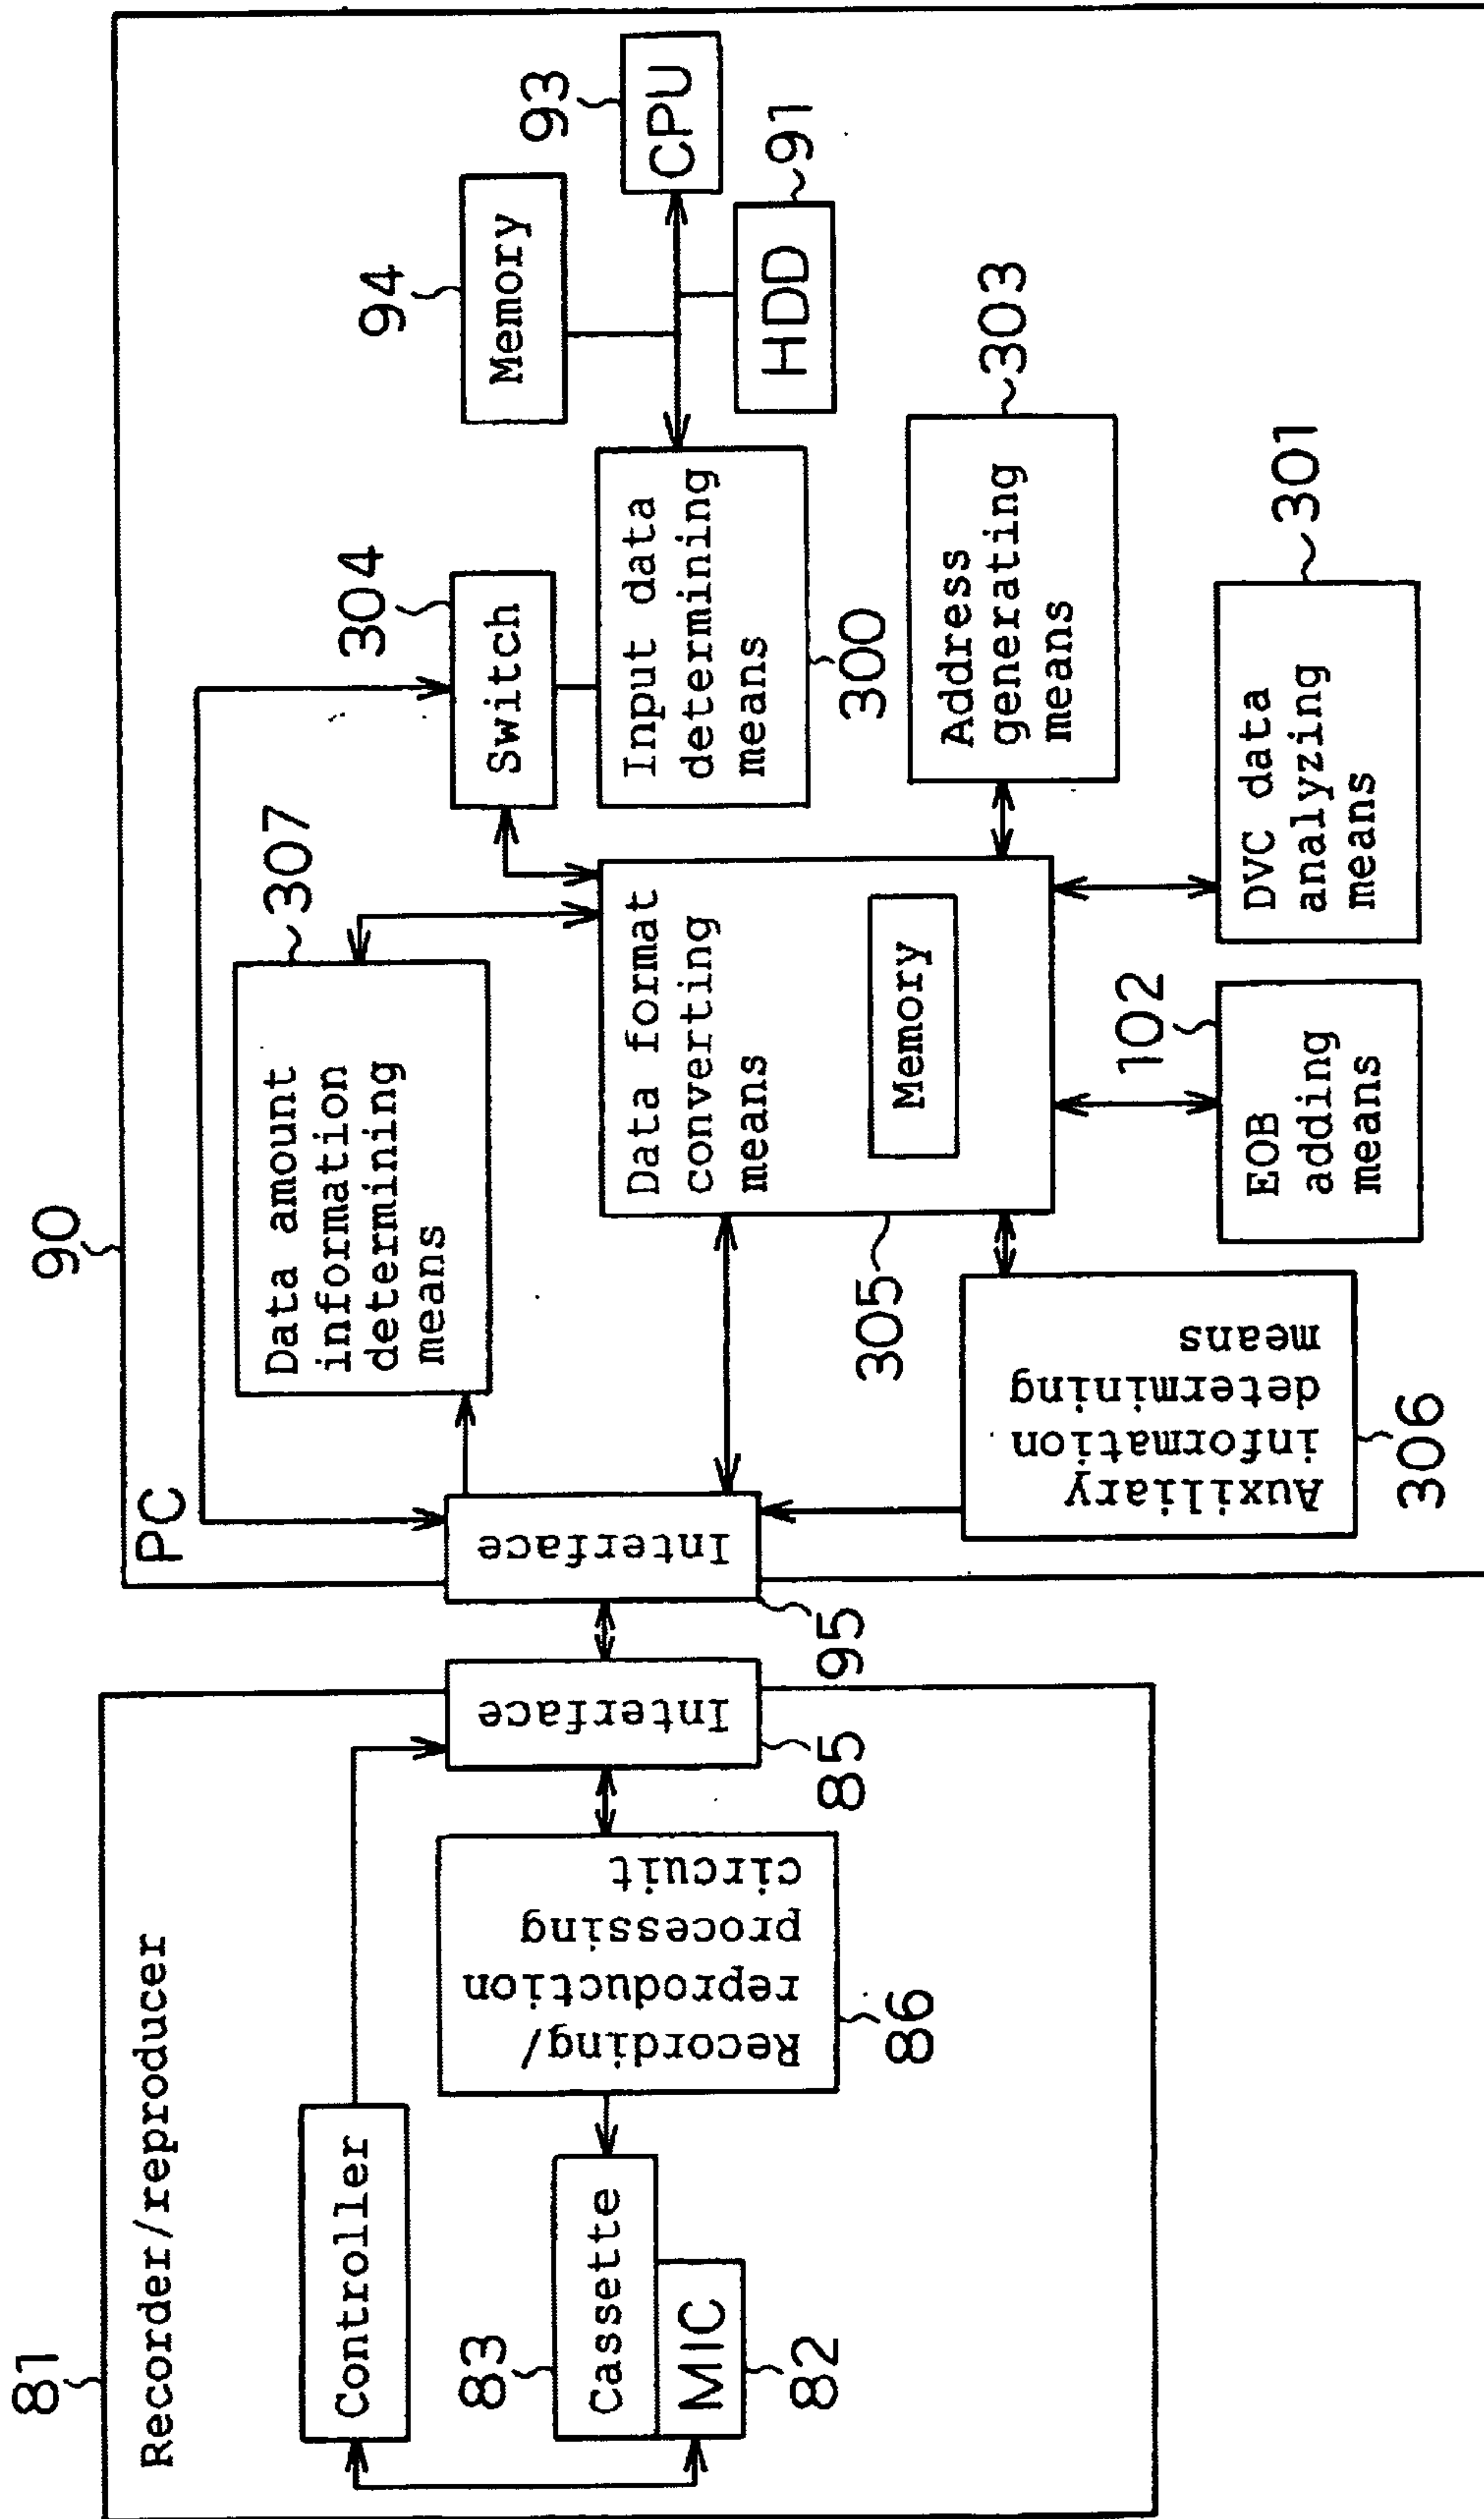 81
Recorder/reproducer
Controller
83
Cassette
MIC
82
Recording/
reproduction
processing
circuit
86
Interface
85
90
PC
Interface
95
Data amount
information
determining
means
307
Data format
converting
means
Memory
305
Auxiliary
information
determining
means
306
EOB
adding
means
102
DVC data
analyzing
means
301
Address
generating
means
303
Switch
304
Input data
determining
means
300
Memory
94
CPU
93
HDD
91